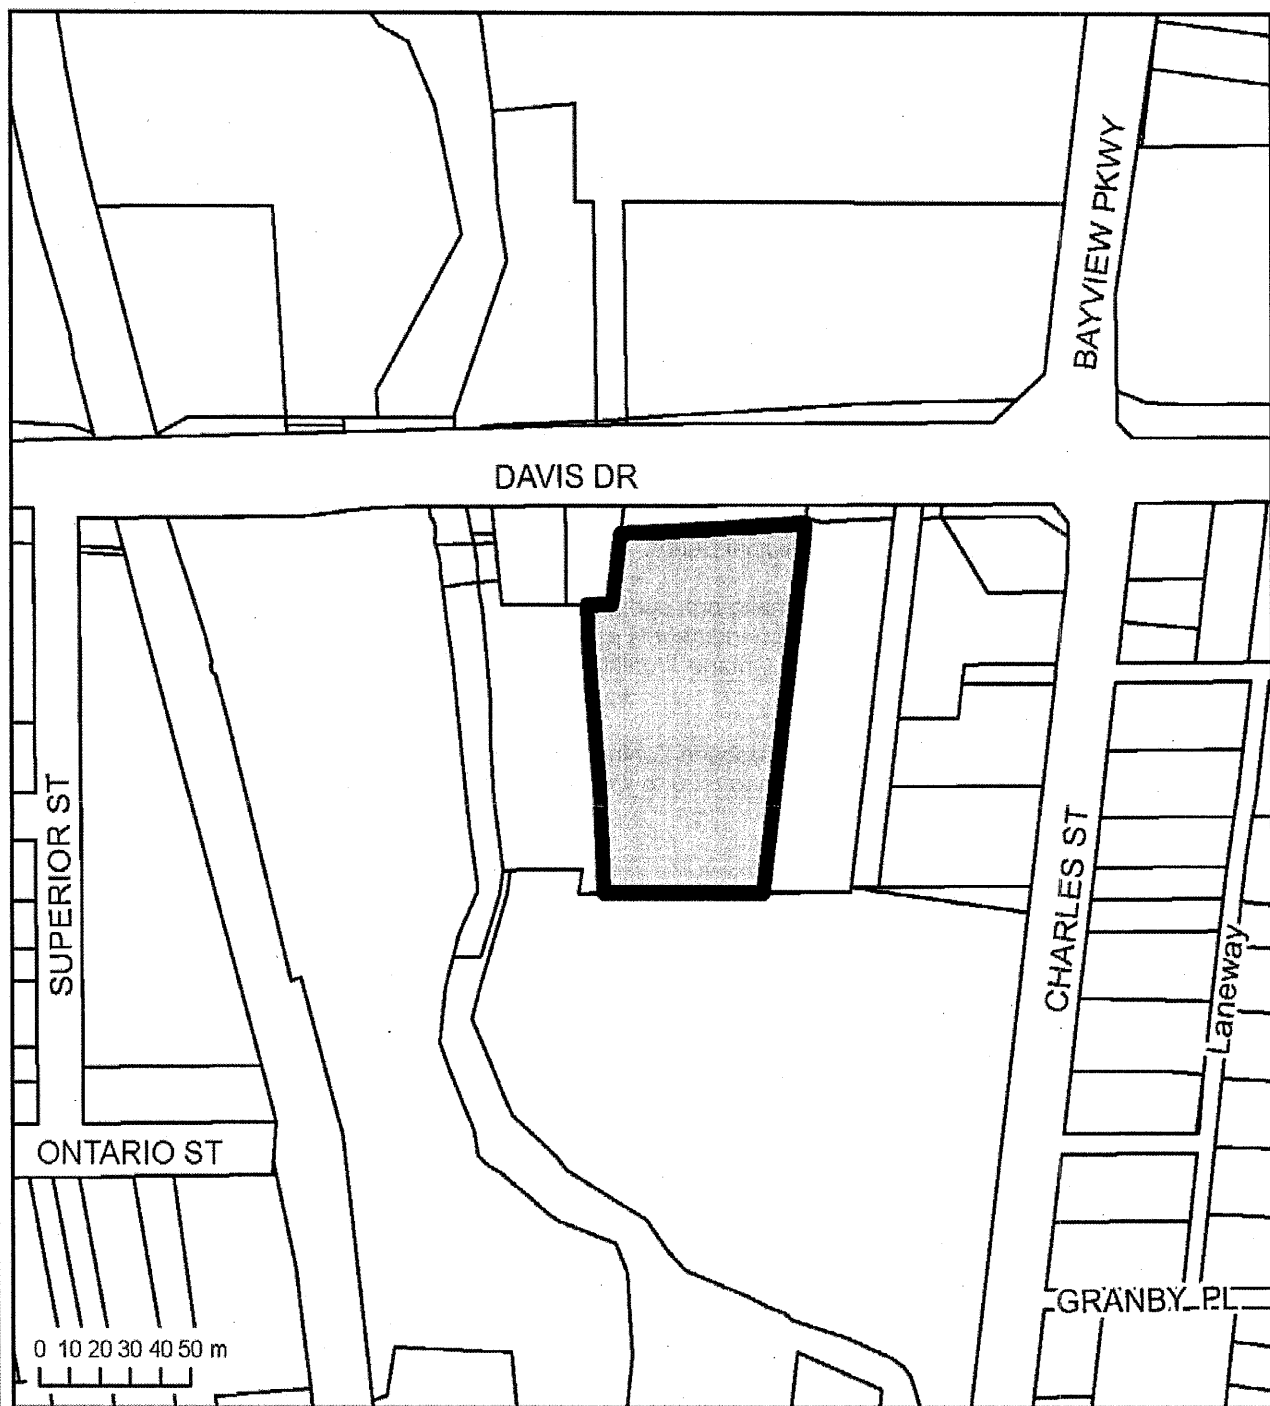 BAYVIEW PKWY
DAVIS DR
SUPERIOR ST
CHARLES ST
Laneway
ONTARIO ST
GRANBY PL
0 10 20 30 40 50 m